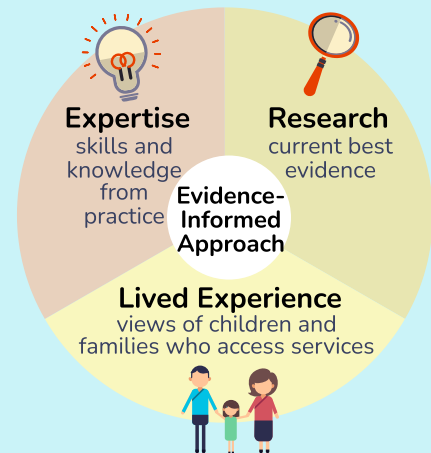 Expertise
skills and
knowledge
from
practice
Research
current best
evidence
Evidence-
Informed
Approach
Lived Experience
views of children and
families who access services